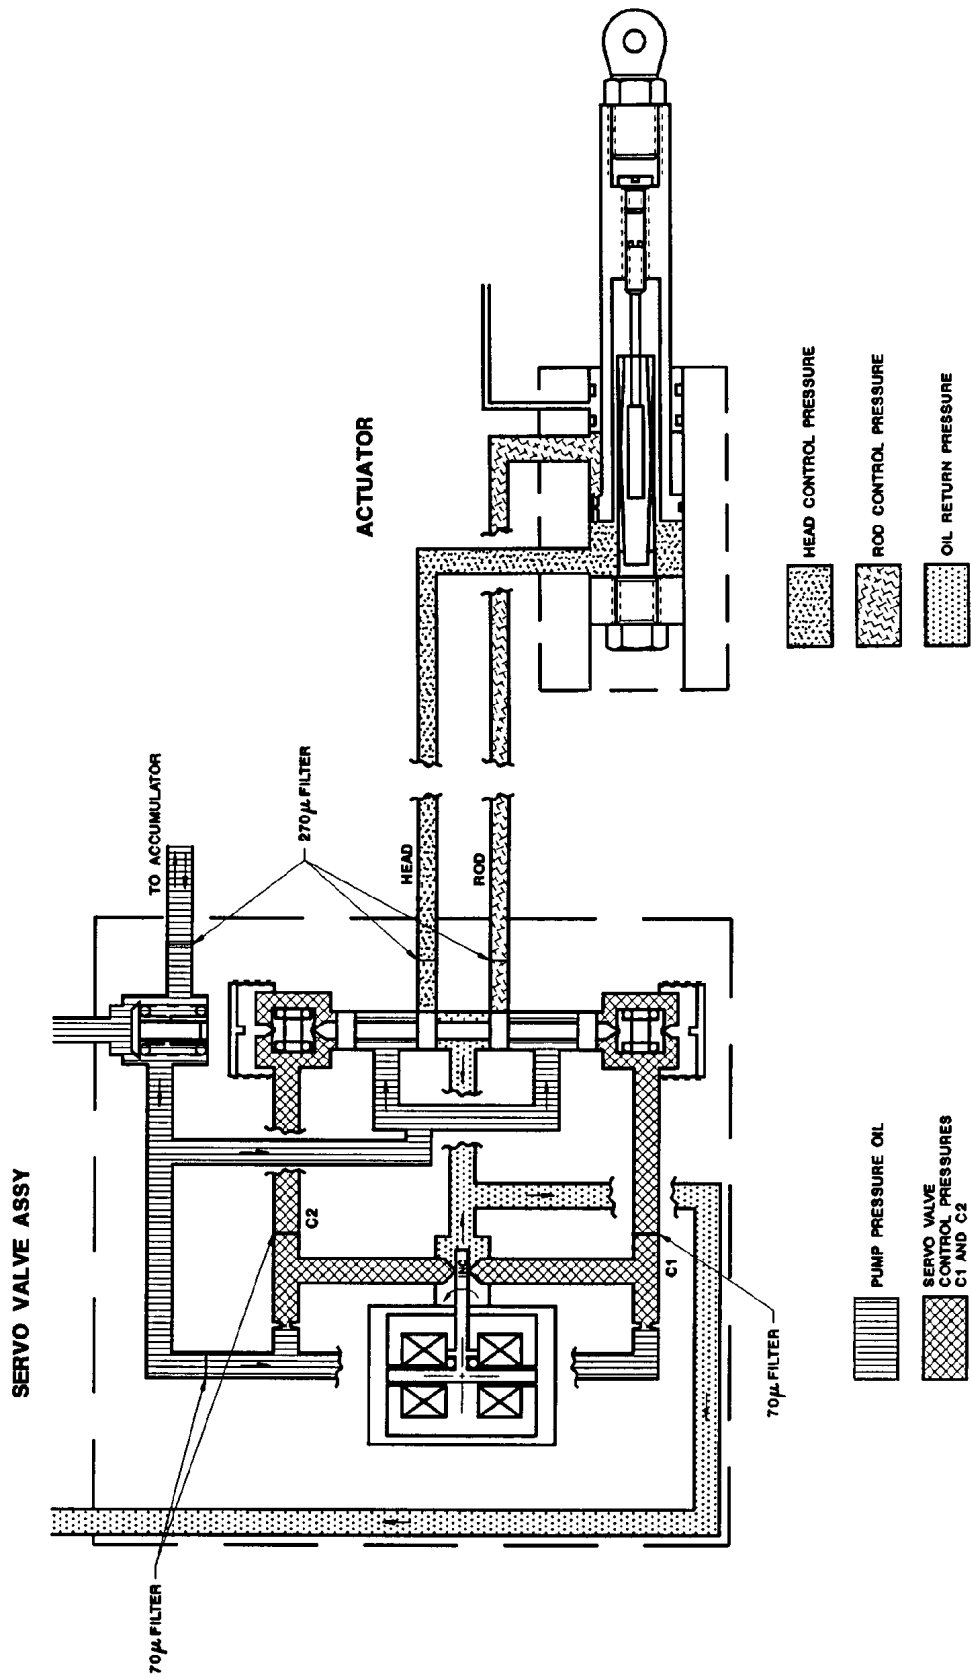 SERVO VALVE ASSY
70µ FILTER
TO ACCUMULATOR
270µ FILTER
C2
HEAD
ROD
ACTUATOR
C1
70µ FILTER
PUMP PRESSURE OIL
SERVO VALVE
CONTROL PRESSURES
C1 AND C2
HEAD CONTROL PRESSURE
ROD CONTROL PRESSURE
OIL RETURN PRESSURE